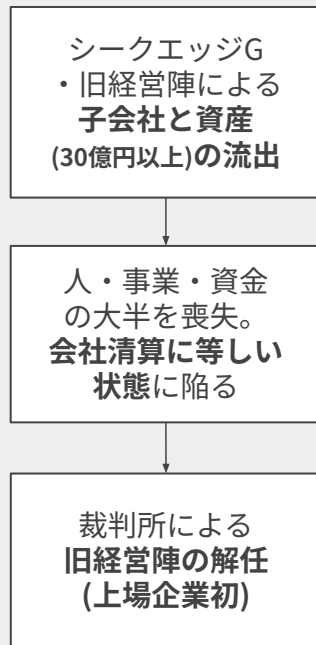 シークエッジG
・旧経営陣による
子会社と資産
(30億円以上)の流出
人・事業・資金
の大半を喪失。
会社清算に等しい
状態に陥る
裁判所による
旧経営陣の解任
(上場企業初)